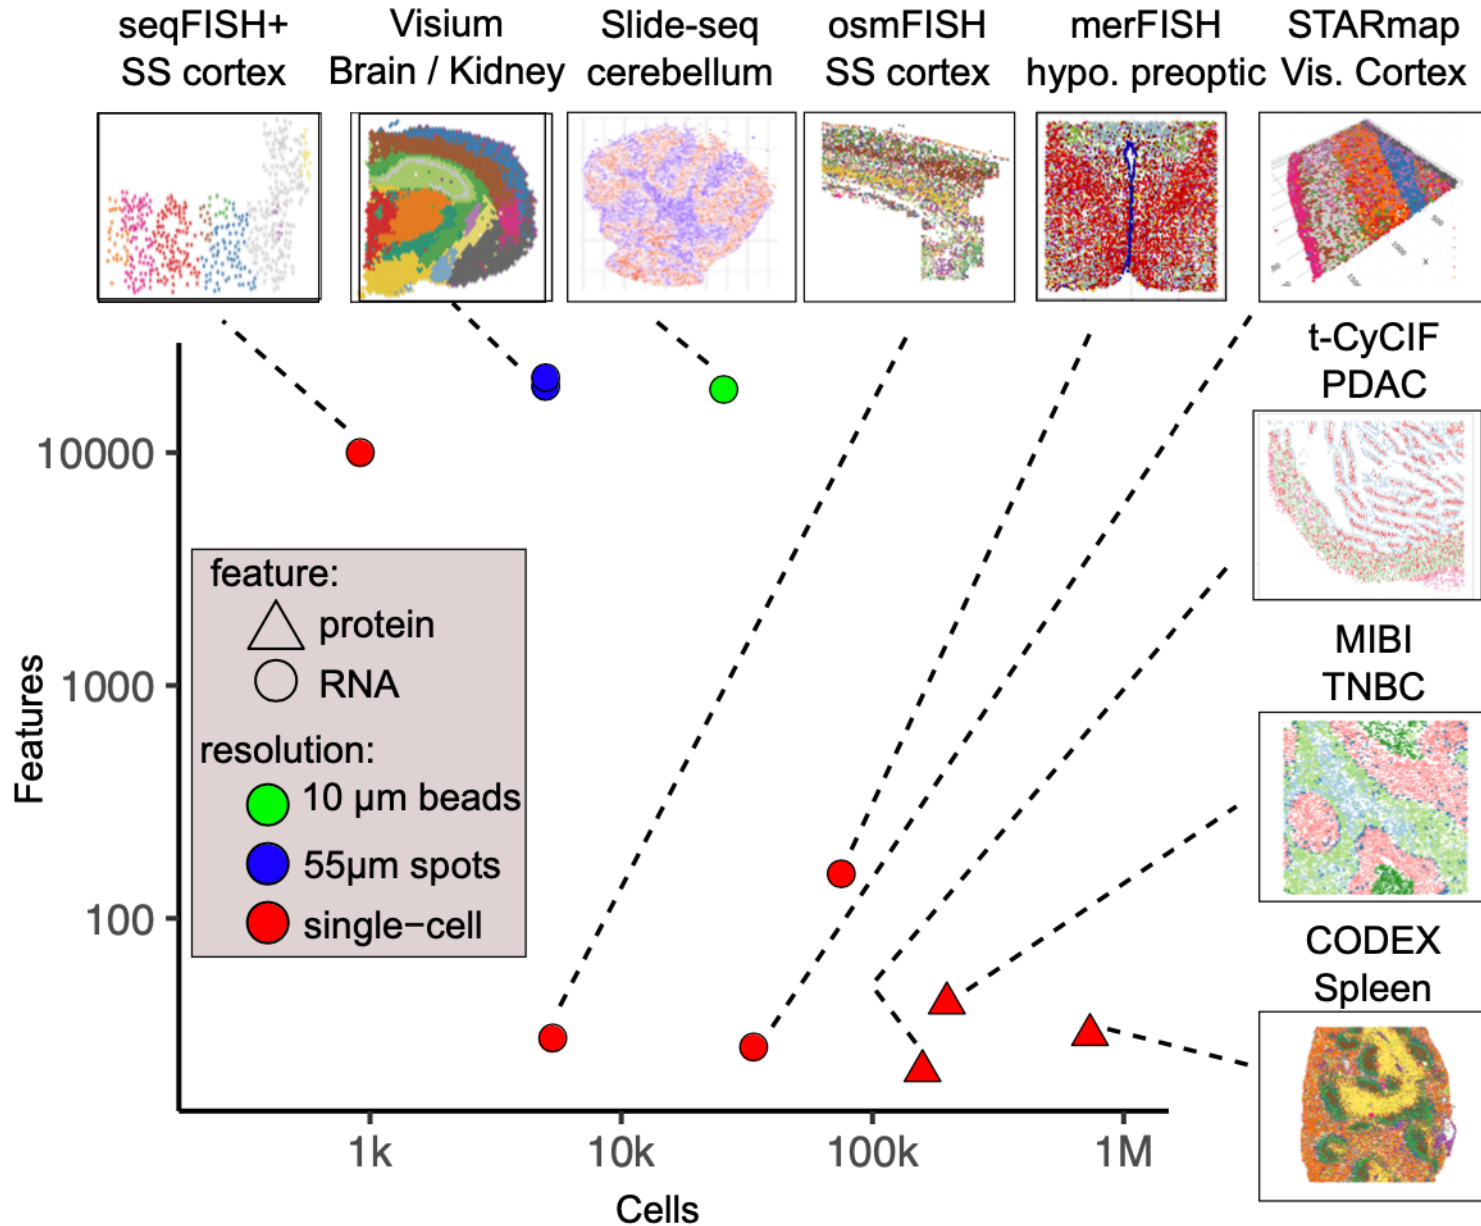 seqFISH+
SS cortex
Visium
Brain / Kidney
Slide-seq
cerebellum
osmFISH
SS cortex
merFISH
hypo. preoptic
STARmap
Vis. Cortex
500
1000
X
t-CyCIF
PDAC
MIBI
TNBC
CODEX
Spleen
10000
1000
100
Features
feature:
protein
RNA
resolution:
10 µm beads
55µm spots
single−cell
1k
10k
100k
1M
Cells